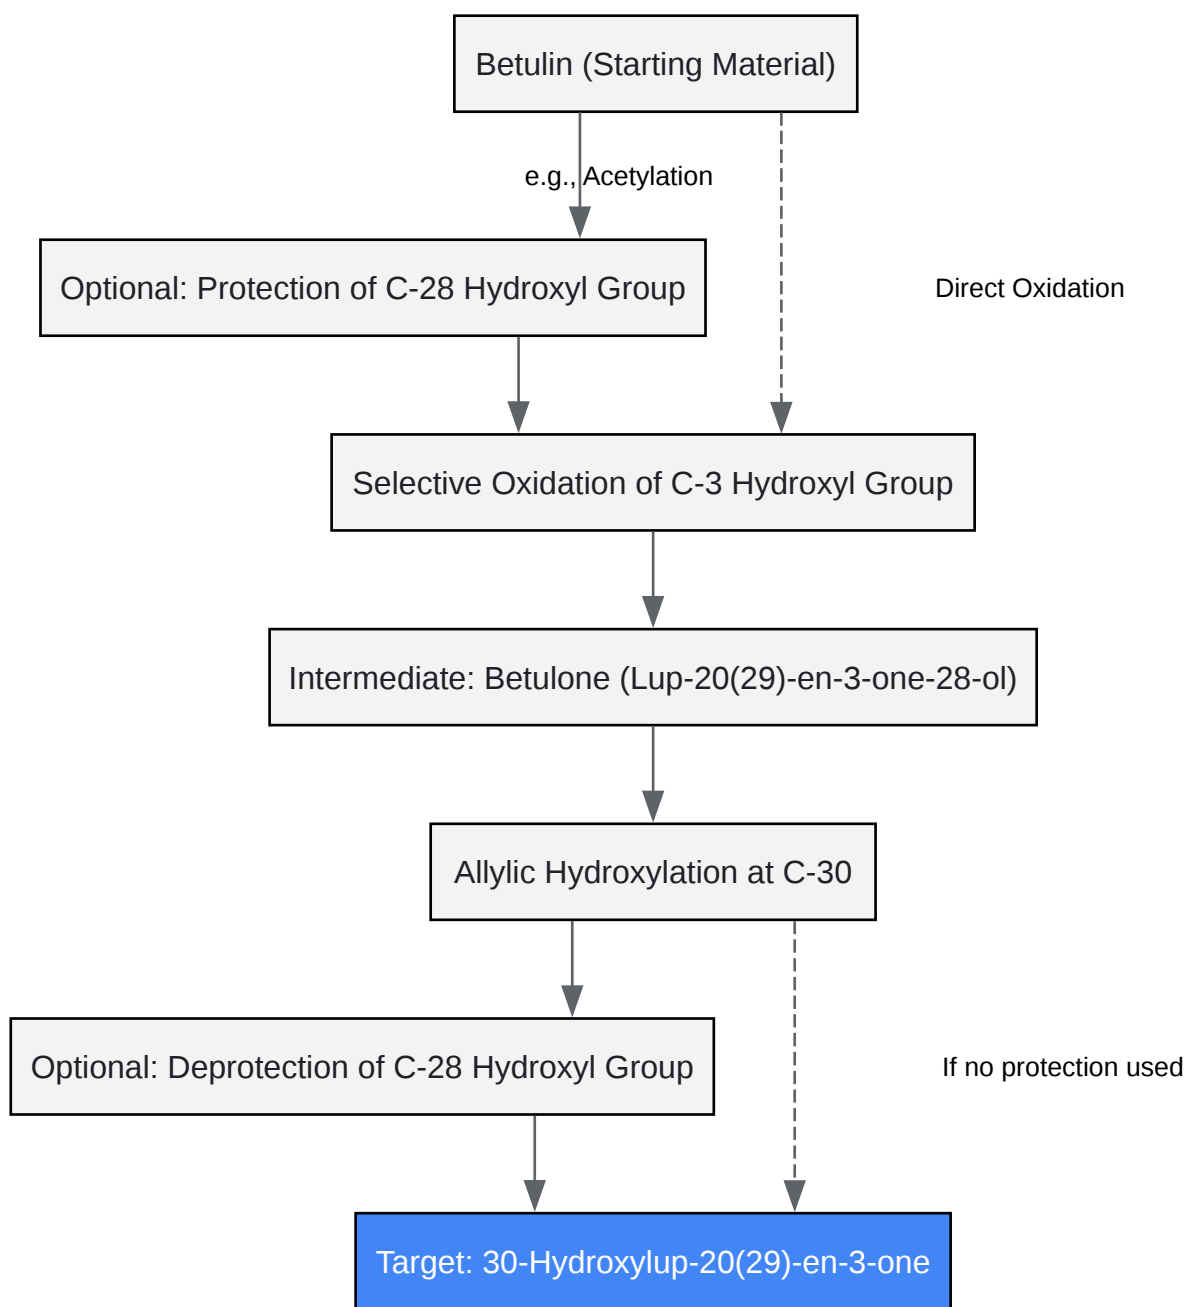 Betulin (Starting Material)
e.g., Acetylation
Optional: Protection of C-28 Hydroxyl Group
Direct Oxidation
Selective Oxidation of C-3 Hydroxyl Group
Intermediate: Betulone (Lup-20(29)-en-3-one-28-ol)
Allylic Hydroxylation at C-30
Optional: Deprotection of C-28 Hydroxyl Group
If no protection used
Target: 30-Hydroxylup-20(29)-en-3-one